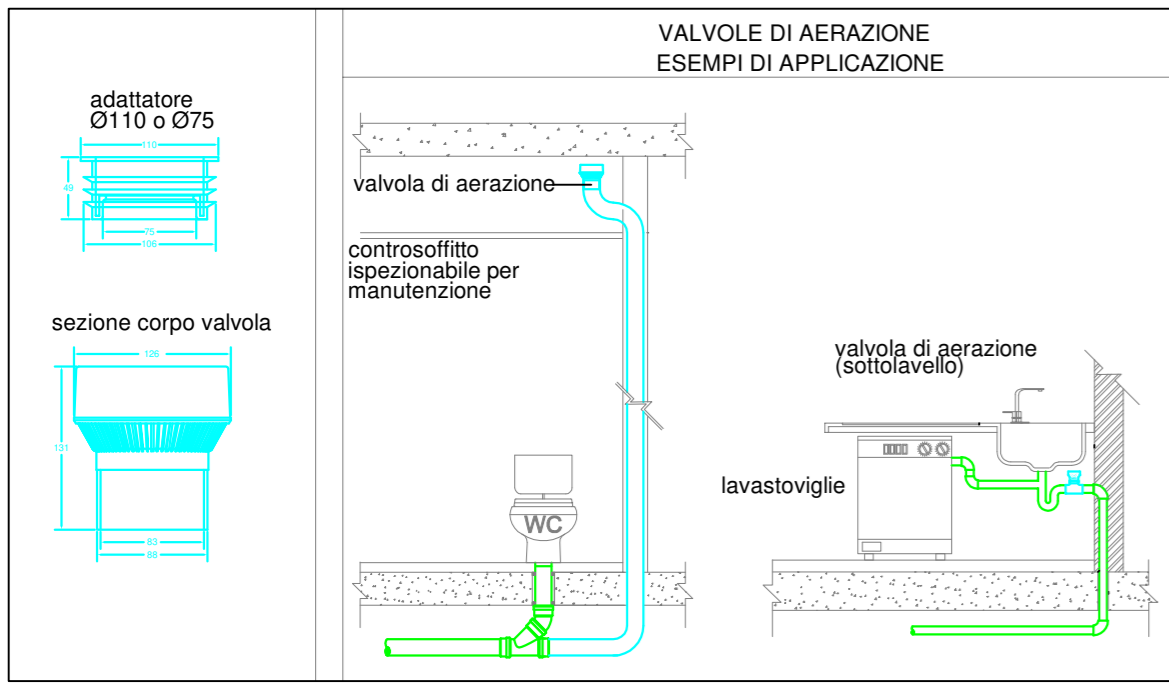 VALVOLE DI AERAZIONE
ESEMPI DI APPLICAZIONE
adattatore
Ø110 o Ø75
110
49
75
106
sezione corpo valvola
126
131
83
88
valvola di aerazione
controsoffitto
ispezionabile per
manutenzione
WC
valvola di aerazione
(sottolavello)
lavastoviglie